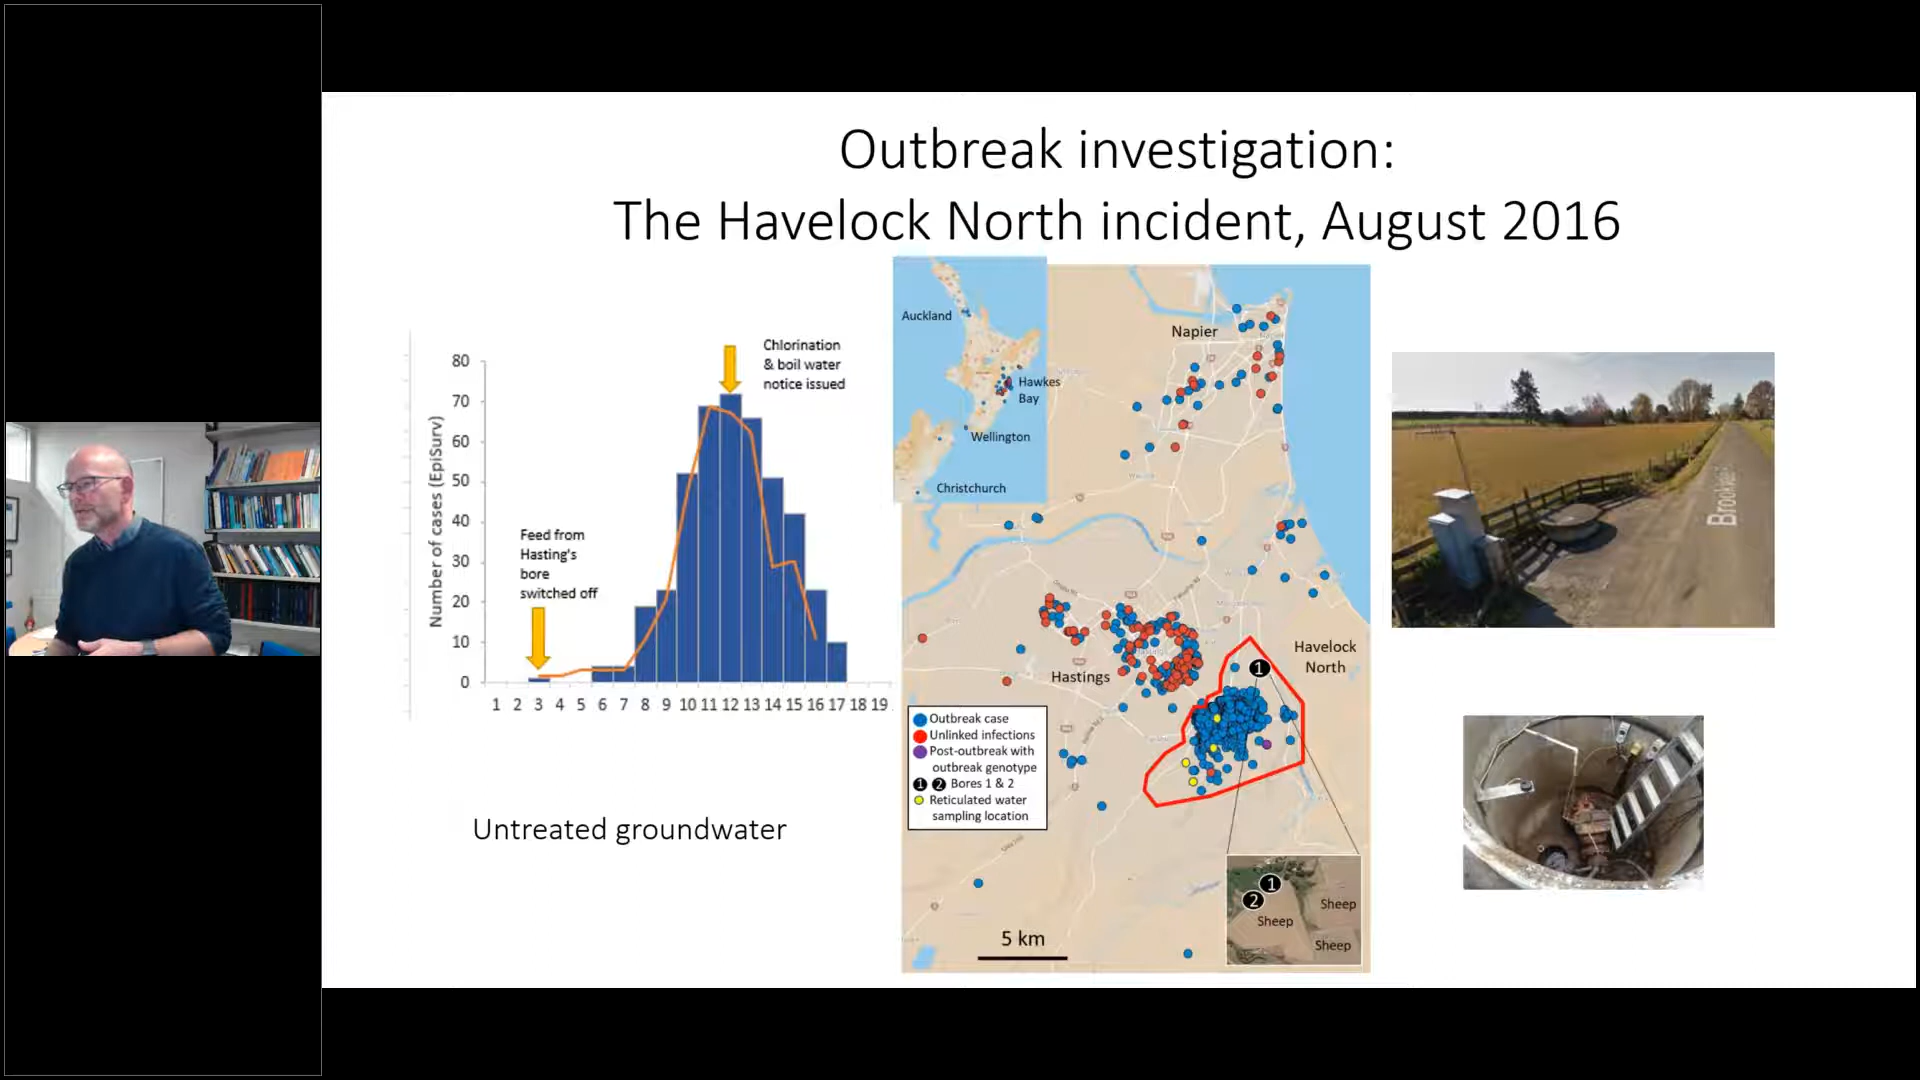 Outbreak investigation:
The Havelock North incident, August 2016
80
70
60
50
40
30
20
10
0
Number of cases (EpiSurv)
Chlorination
& boil water
notice issued
Feed from
Hasting's
bore
switched off
1 2 3 4 5 6 7 8 9 10 11 12 13 14 15 16 17 18 19
Untreated groundwater
Auckland
Hawkes
Bay
Wellington
Christchurch
Napier
Hastings
Havelock
North
1
Outbreak case
Unlinked infections
Post-outbreak with
outbreak genotype
1 2 Bores 1 & 2
Reticulated water
sampling location
5 km
1
2
Sheep
Sheep
Sheep